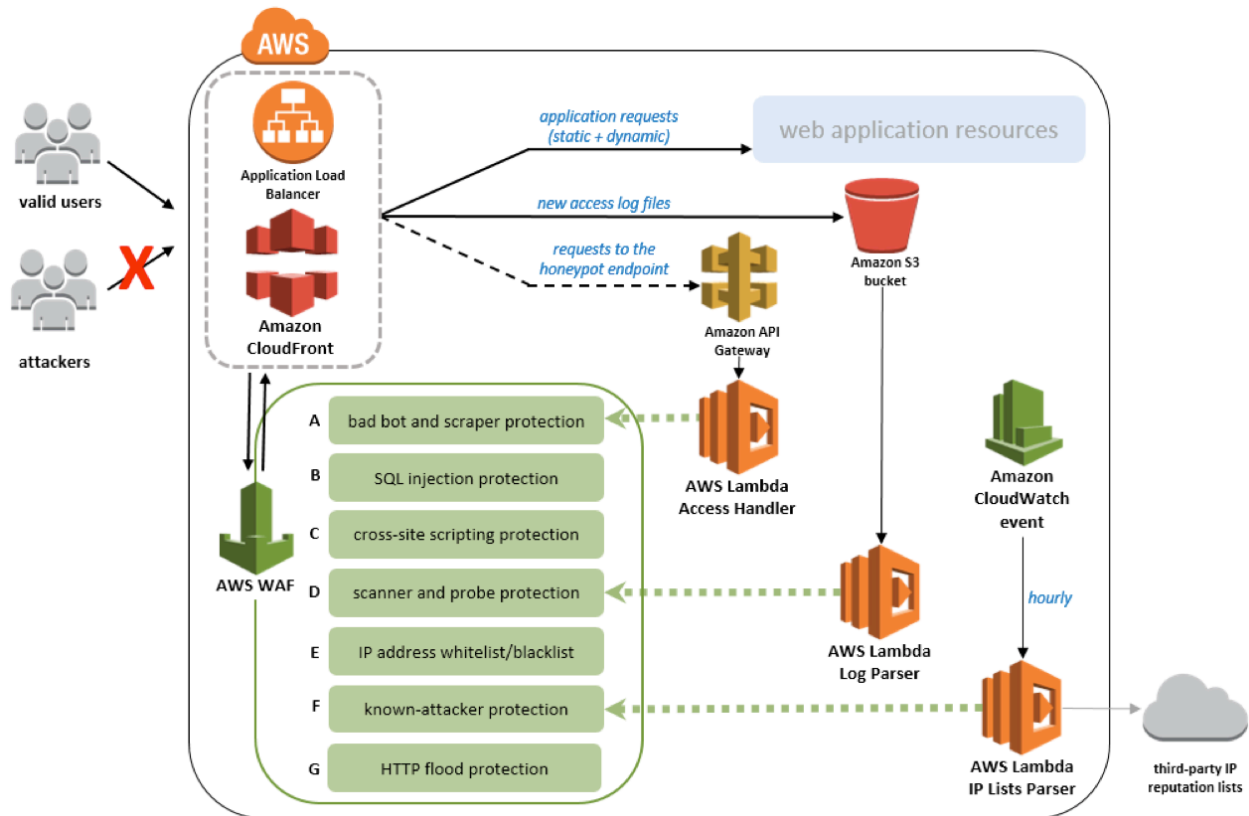 AWS
Application Load
Balancer
Amazon
CloudFront
valid users
attackers
X
application requests
(static + dynamic)
web application resources
new access log files
Amazon S3
bucket
requests to the
honeypot endpoint
Amazon API
Gateway
AWS Lambda
Access Handler
Amazon
CloudWatch
event
hourly
AWS WAF
A bad bot and scraper protection
B SQL injection protection
C cross-site scripting protection
D scanner and probe protection
E IP address whitelist/blacklist
F known-attacker protection
G HTTP flood protection
AWS Lambda
Log Parser
AWS Lambda
IP Lists Parser
third-party IP
reputation lists